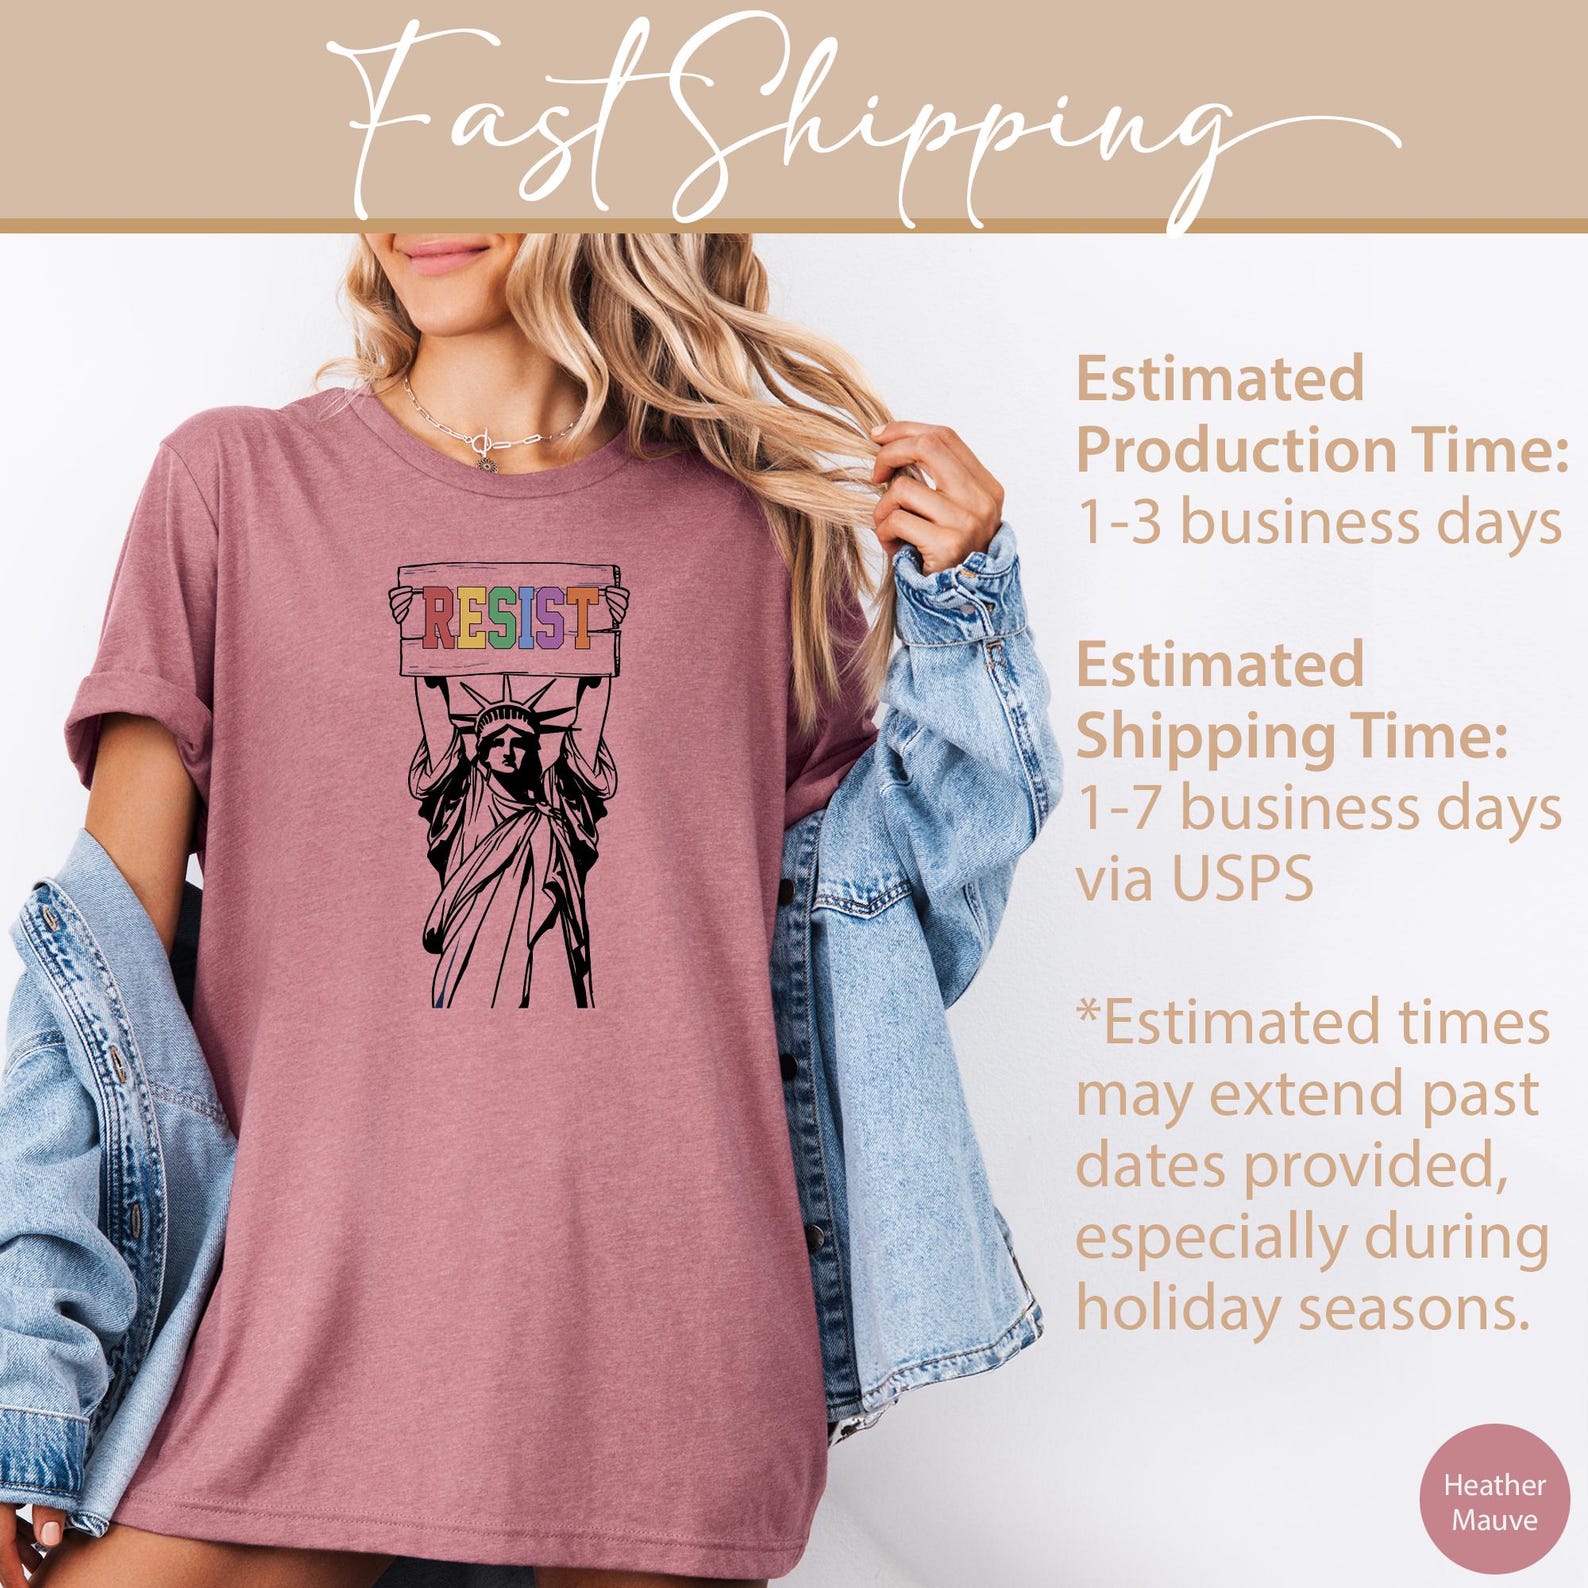 Fast Shipping
RESIST
Estimated
Production Time:
1-3 business days
Estimated
Shipping Time:
1-7 business days
via USPS
*Estimated times
may extend past
dates provided,
especially during
holiday seasons.
Heather
Mauve